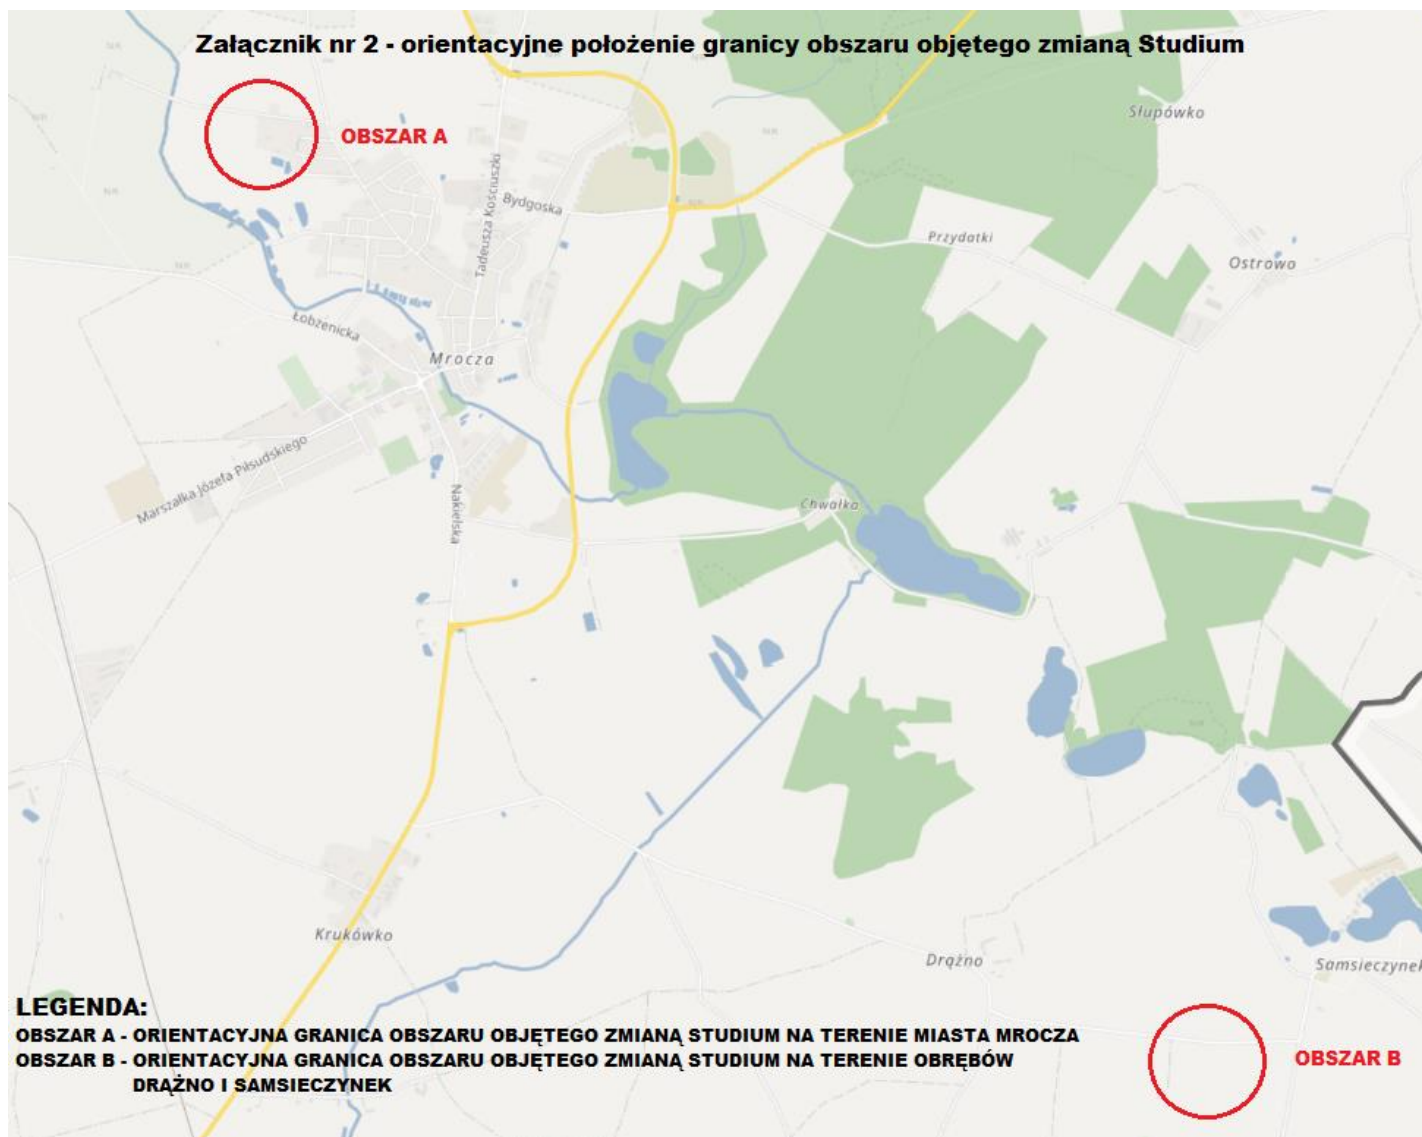 Załącznik nr 2 - orientacyjne położenie granicy obszaru objętego zmianą Studium
OBSZAR A
Słupówko
Tadeusza Kościuszki
Bydgoska
Przydatki
Ostrowo
Łobżenicka
Mrocza
Marszałka Józefa Piłsudskiego
Nakielska
Chwałka
Krukówko
Drążno
Samsieczynek
LEGENDA:
OBSZAR A - ORIENTACYJNA GRANICA OBSZARU OBJĘTEGO ZMIANĄ STUDIUM NA TERENIE MIASTA MROCZA
OBSZAR B - ORIENTACYJNA GRANICA OBSZARU OBJĘTEGO ZMIANĄ STUDIUM NA TERENIE OBRĘBÓW
DRĄŻNO I SAMSIECZYNEK
OBSZAR B